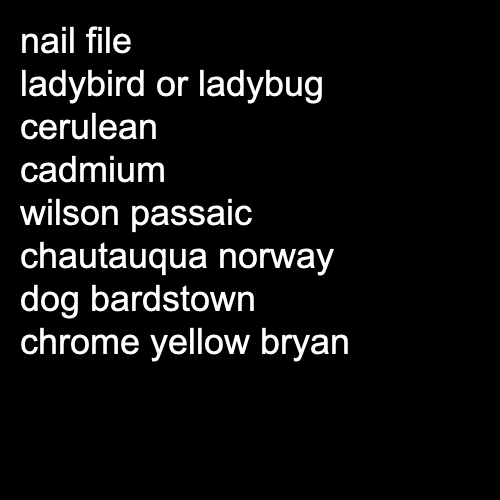 nail file
ladybird or ladybug
cerulean
cadmium
wilson passaic
chautauqua norway
dog bardstown
chrome yellow bryan